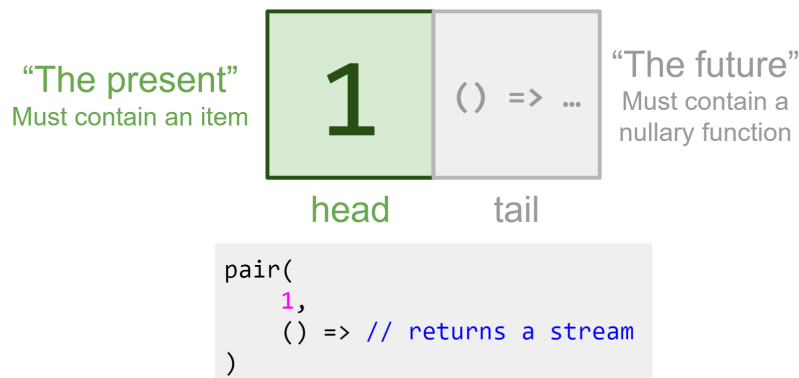 “The present”
Must contain an item
1
() => …
“The future”
Must contain a
nullary function
head
tail
pair(
    1,
    () => // returns a stream
)